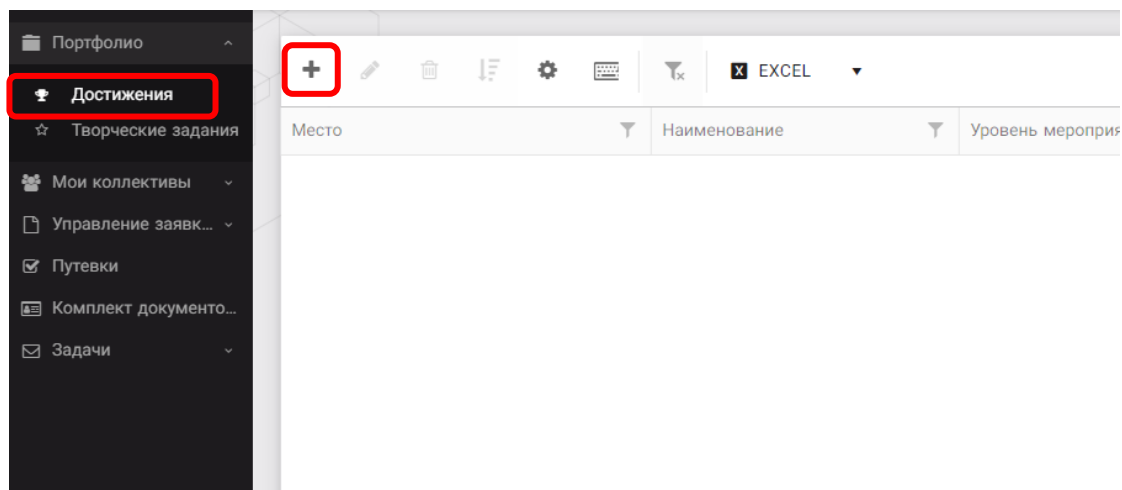 Портфолио
Достижения
Творческие задания
Мои коллективы
Управление заявк...
Путевки
Комплект документо...
Задачи
X EXCEL
Место
Наименование
Уровень мероприя